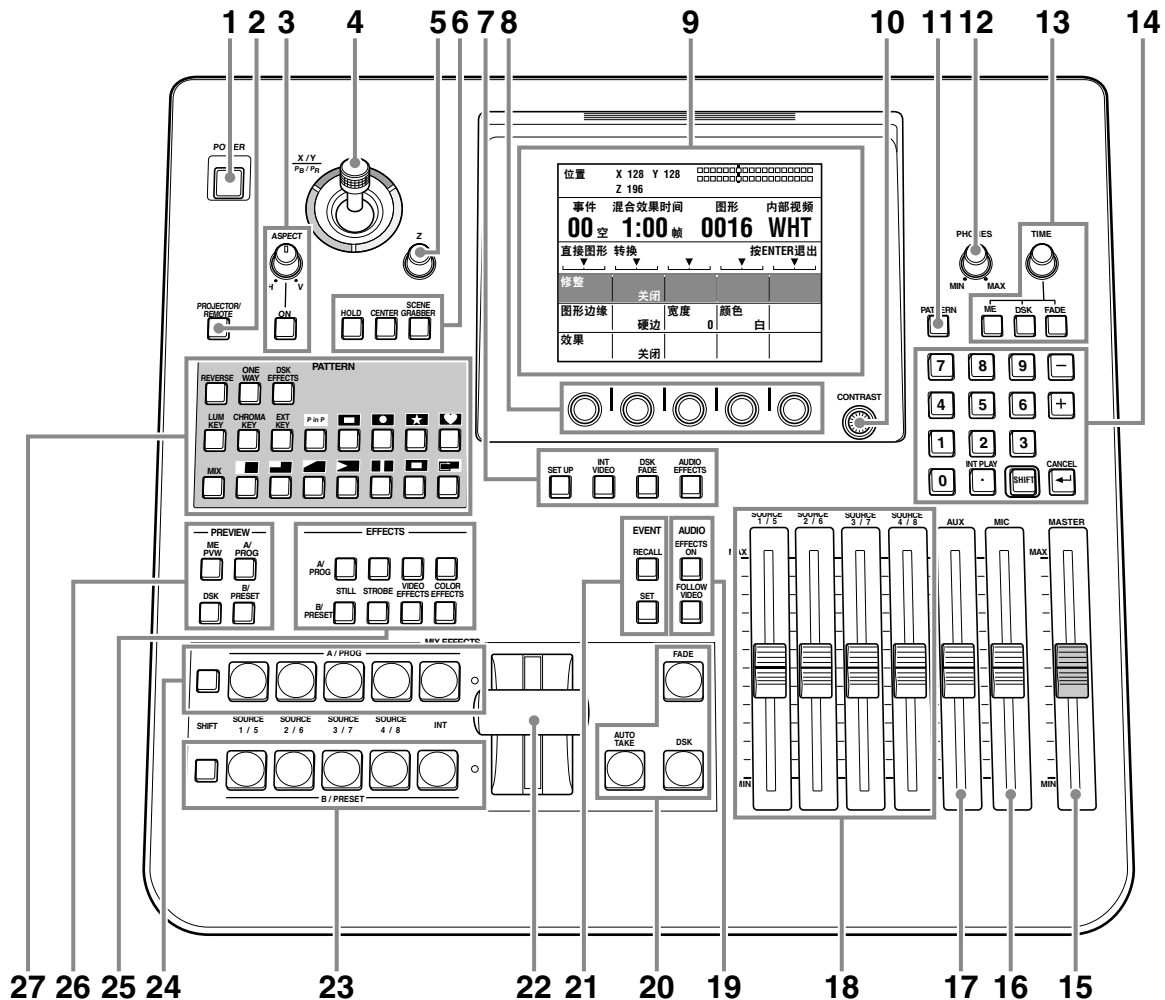 1 2 3 4 5 6 7 8 9 10 11 12 13 14
POWER
X / Y
PB / PR
ASPECT
H V
ON
Z
PROJECTOR/
REMOTE
HOLD CENTER SCENE
GRABBER
位置 X 128 Y 128
Z 196
事件 混合效果时间 图形 内部视频
00 空 1:00 帧 0016 WHT
直接图形 转换 按ENTER退出
修整
关闭
图形边缘 宽度 颜色
硬边 0 白
效果
关闭
CONTRAST
PHONES
MIN MAX
TIME
PATTERN
ME DSK FADE
7 8 9 −
4 5 6 +
1 2 3
INT PLAY CANCEL
0 · SHIFT
PATTERN
REVERSE ONE
WAY DSK
EFFECTS
LUM
KEY CHROMA
KEY EXT
KEY P in P
MIX
SET UP INT
VIDEO DSK
FADE AUDIO
EFFECTS
PREVIEW
ME
PVW A/
PROG
DSK B/
PRESET
EFFECTS
A/
PROG
B/
PRESET STILL STROBE VIDEO
EFFECTS COLOR
EFFECTS
EVENT
RECALL
SET
AUDIO
EFFECTS
ON
FOLLOW
VIDEO
SOURCE
1 / 5 SOURCE
2 / 6 SOURCE
3 / 7 SOURCE
4 / 8 AUX MIC MASTER
MAX MAX
MIN MIN
MIX EFFECTS
A / PROG
SHIFT SOURCE
1 / 5 SOURCE
2 / 6 SOURCE
3 / 7 SOURCE
4 / 8 INT
B / PRESET
FADE
AUTO
TAKE DSK
27 26 25 24 23 22 21 20 19 18 17 16 15